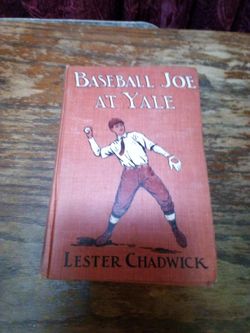 BASEBALL JOE
AT YALE
LESTER CHADWICK